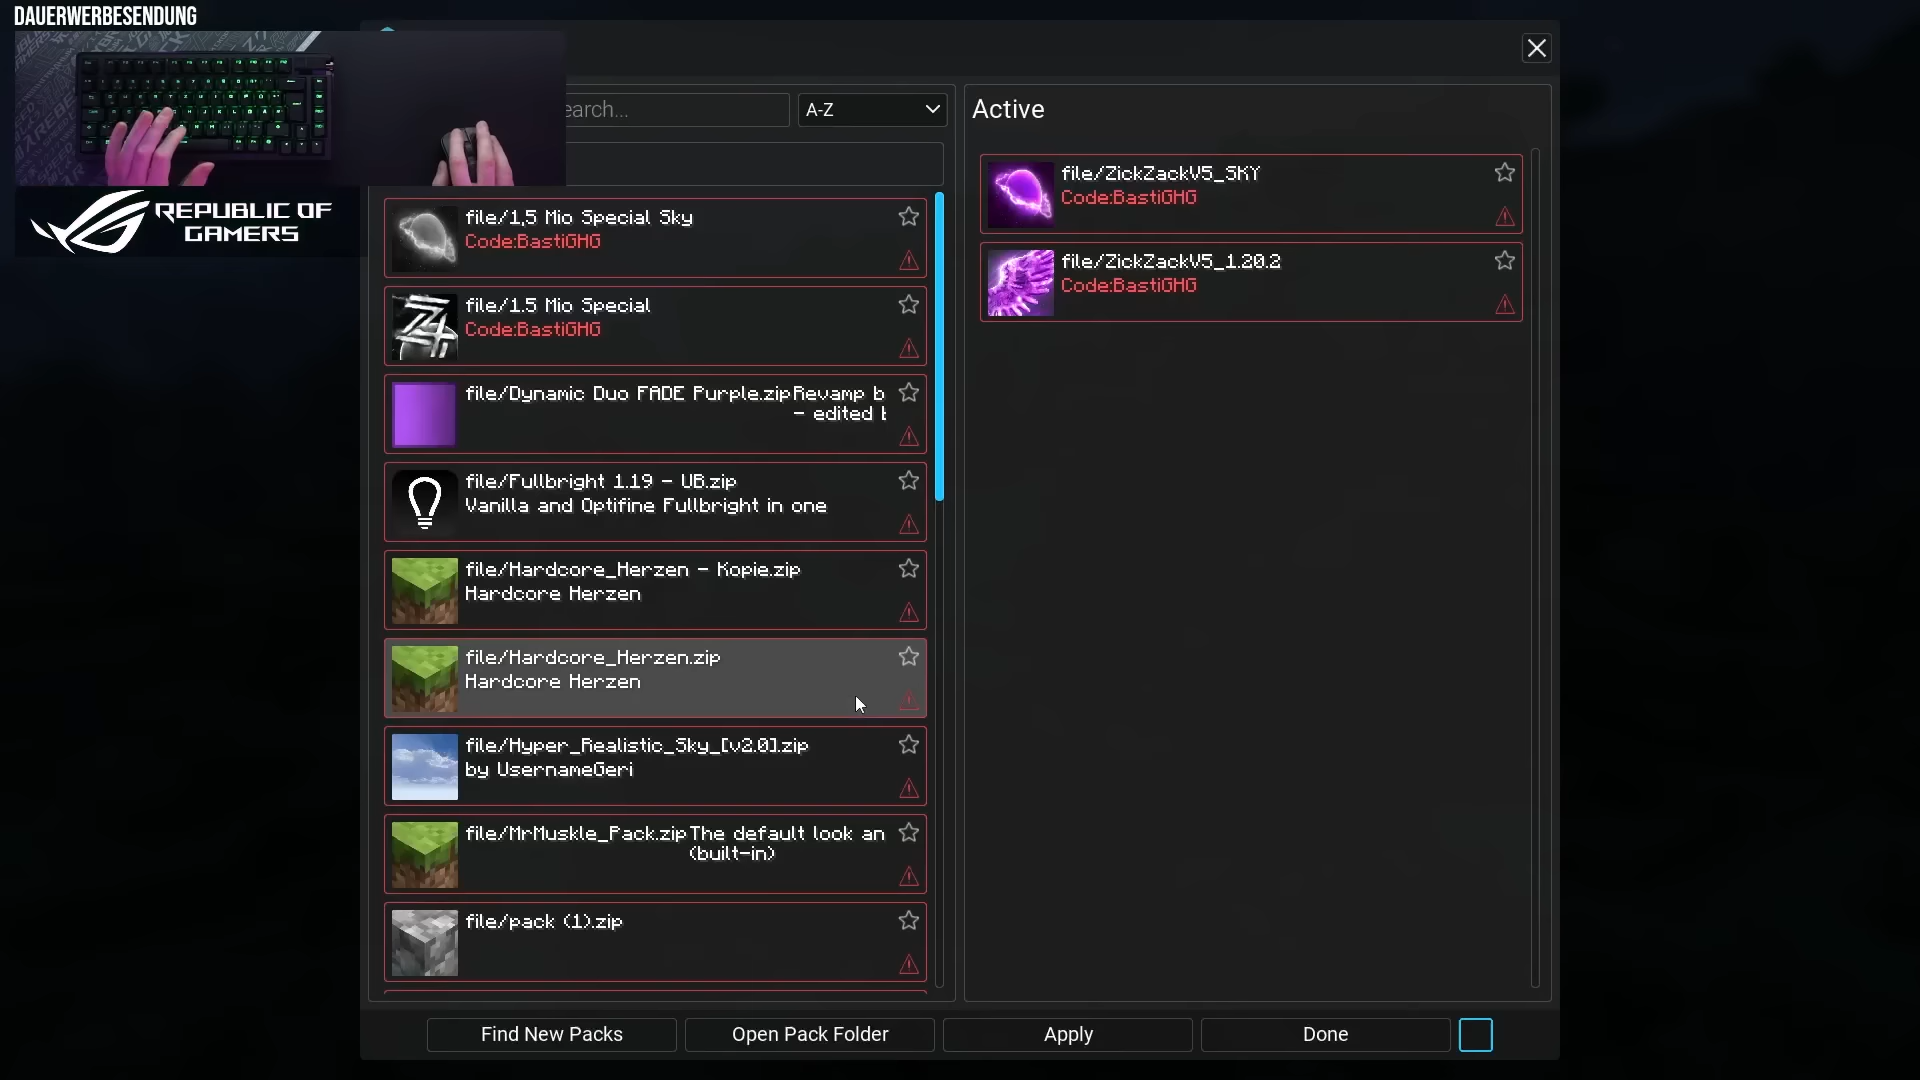 DAUERWERBESENDUNG
REPUBLIC OF
GAMERS
earch...
A-Z
Active
file/1,5 Mio Special Sky
Code:BastiGHG
file/1.5 Mio Special
Code:BastiGHG
file/Dynamic Duo FADE Purple.zipRevamp b
- edited b
file/Fullbright 1.19 - UB.zip
Vanilla and Optifine Fullbright in one
file/Hardcore_Herzen - Kopie.zip
Hardcore Herzen
file/Hardcore_Herzen.zip
Hardcore Herzen
file/Hyper_Realistic_Sky_[v2.0].zip
by UsernameGeri
file/MrMuskle_Pack.zipThe default look an
(built-in)
file/pack (1).zip
file/ZickZackV5_SKY
Code:BastiGHG
file/ZickZackV5_1.20.2
Code:BastiGHG
Find New Packs
Open Pack Folder
Apply
Done